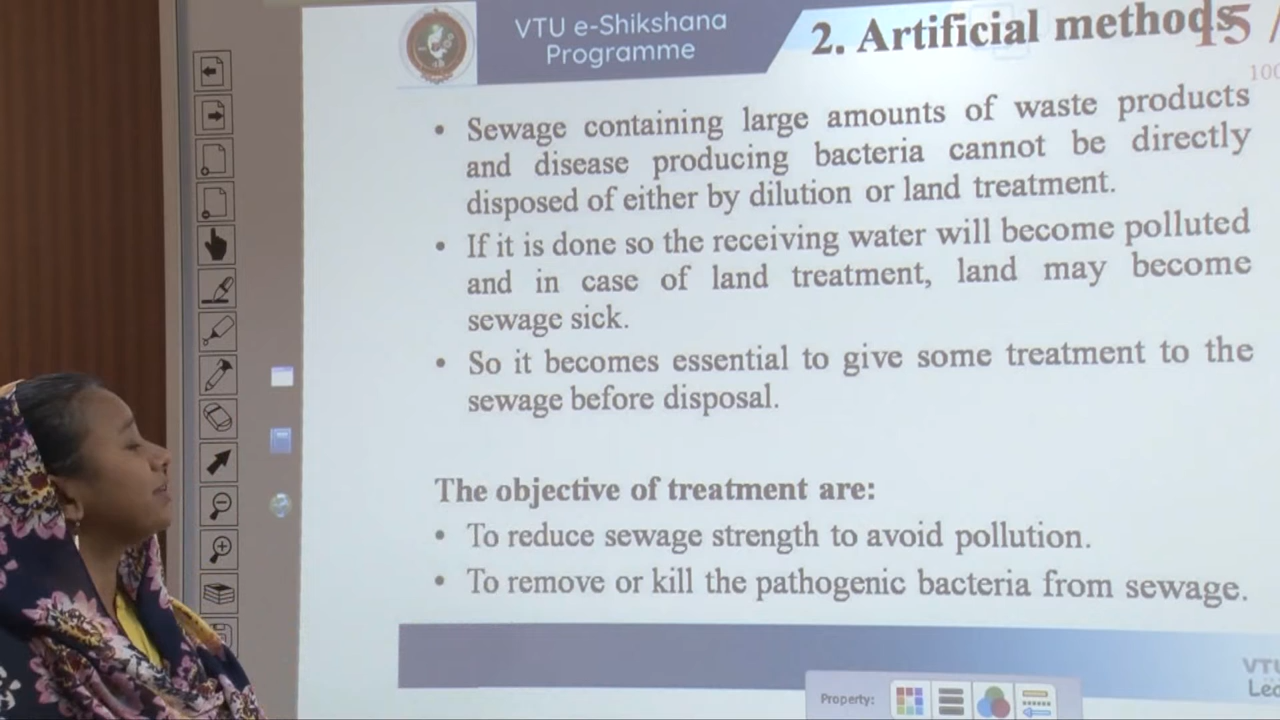 VTU e-Shikshana
Programme
2. Artificial methods
15 /
100
• Sewage containing large amounts of waste products
and disease producing bacteria cannot be directly
disposed of either by dilution or land treatment.
• If it is done so the receiving water will become polluted
and in case of land treatment, land may become
sewage sick.
• So it becomes essential to give some treatment to the
sewage before disposal.
The objective of treatment are:
• To reduce sewage strength to avoid pollution.
• To remove or kill the pathogenic bacteria from sewage.
VTU
Lea
Property: